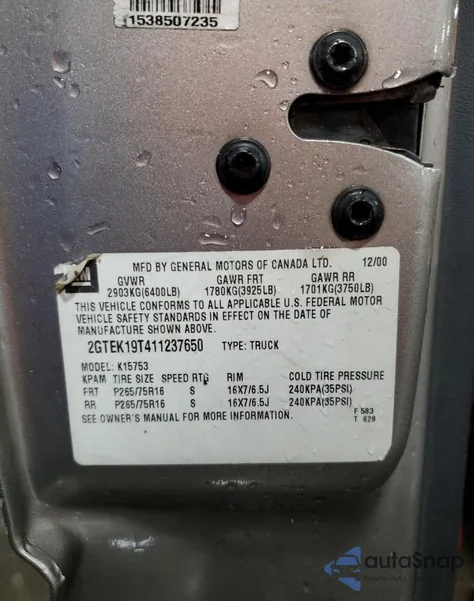 1538507235
MFD BY GENERAL MOTORS OF CANADA LTD. 12/00
GVWR GAWR FRT GAWR RR
2903KG(6400LB) 1780KG(3925LB) 1701KG(3750LB)
THIS VEHICLE CONFORMS TO ALL APPLICABLE U.S. FEDERAL MOTOR
VEHICLE SAFETY STANDARDS IN EFFECT ON THE DATE OF
MANUFACTURE SHOWN ABOVE.
2GTEK19T411237650 TYPE: TRUCK
MODEL: K15753
KPAM TIRE SIZE SPEED RTG RIM COLD TIRE PRESSURE
FRT P265/75R16 S 16X7/6.5J 240KPA(35PSI)
RR P265/75R16 S 16X7/6.5J 240KPA(35PSI)
SEE OWNER'S MANUAL FOR MORE INFORMATION.
F 583
T 628
autaSnap